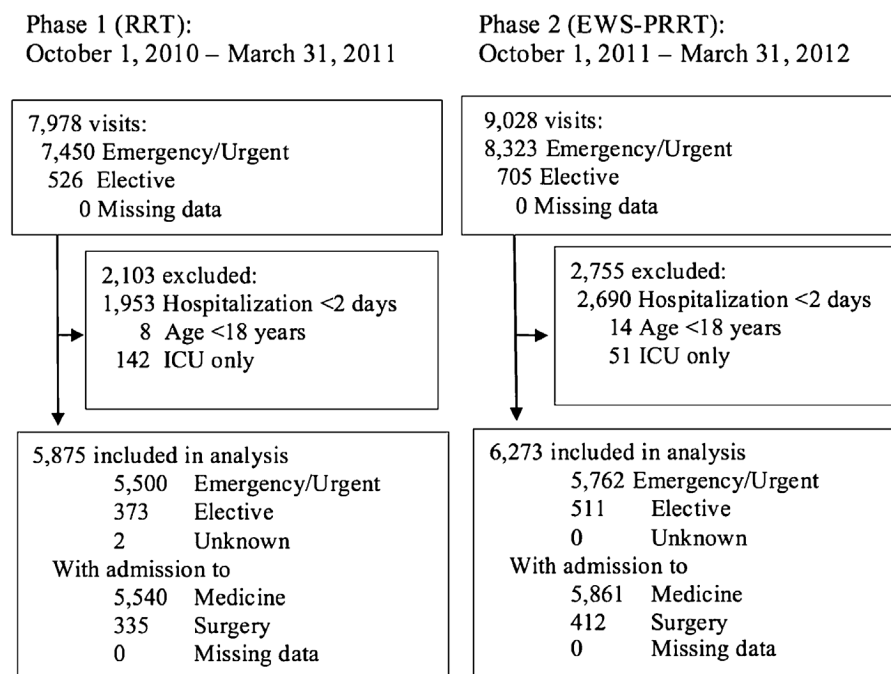 Phase 1 (RRT):
October 1, 2010 – March 31, 2011
7,978 visits:
7,450 Emergency/Urgent
526 Elective
0 Missing data
2,103 excluded:
1,953 Hospitalization <2 days
8 Age <18 years
142 ICU only
5,875 included in analysis
5,500 Emergency/Urgent
373 Elective
2 Unknown
With admission to
5,540 Medicine
335 Surgery
0 Missing data
Phase 2 (EWS-PRRT):
October 1, 2011 – March 31, 2012
9,028 visits:
8,323 Emergency/Urgent
705 Elective
0 Missing data
2,755 excluded:
2,690 Hospitalization <2 days
14 Age <18 years
51 ICU only
6,273 included in analysis
5,762 Emergency/Urgent
511 Elective
0 Unknown
With admission to
5,861 Medicine
412 Surgery
0 Missing data